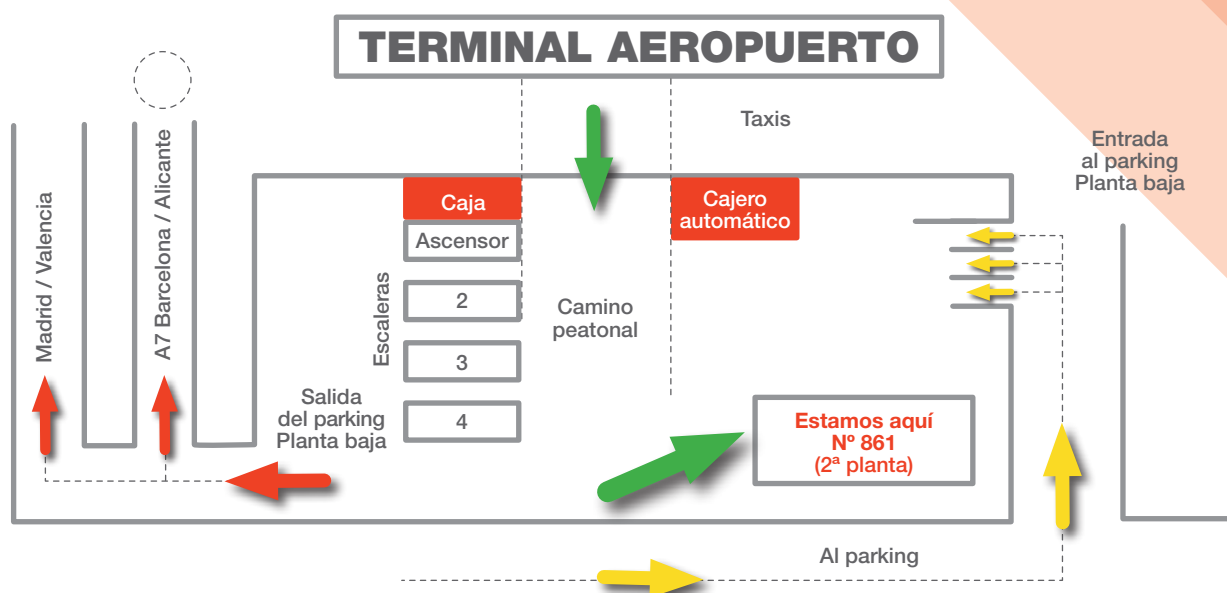 TERMINAL AEROPUERTO
Taxis
Entrada
al parking
Planta baja
Madrid / Valencia
A7 Barcelona / Alicante
Caja
Ascensor
Escaleras
2
3
4
Camino
peatonal
Cajero
automático
Salida
del parking
Planta baja
Estamos aquí
Nº 861
(2ª planta)
Al parking